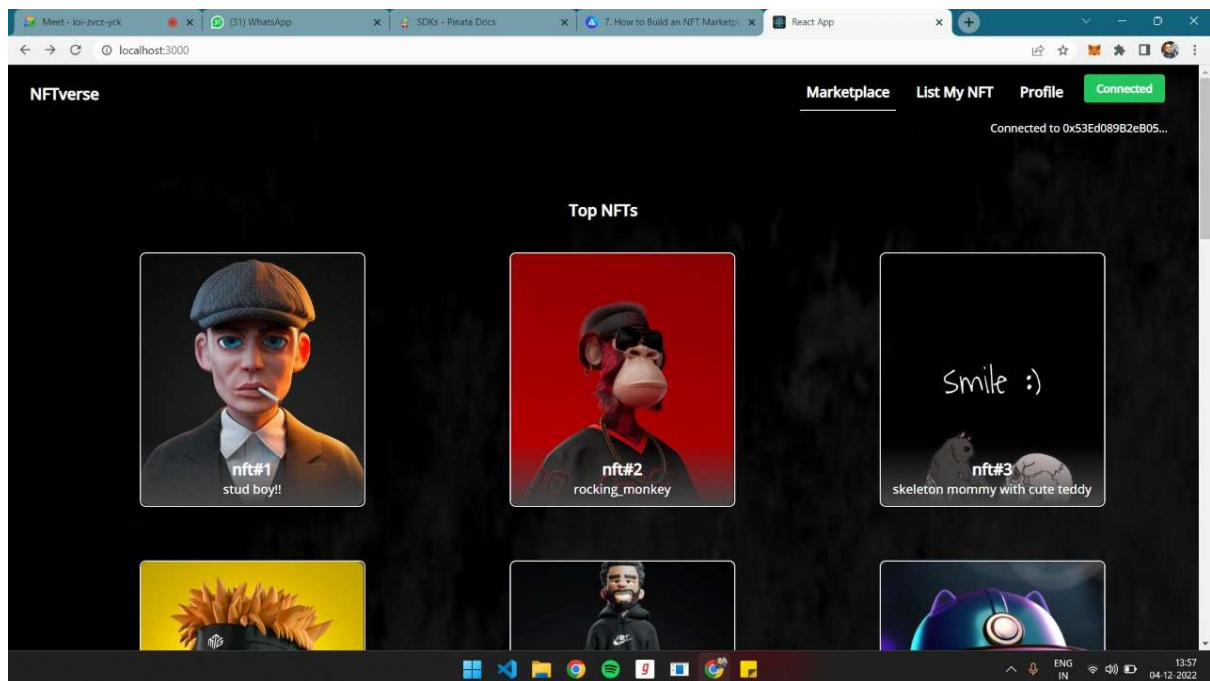 Meet - ioi-zvcz-yck
(31) WhatsApp
SDKs - Pinata Docs
7. How to Build an NFT Marketpl
React App
localhost:3000
NFTverse
Marketplace
List My NFT
Profile
Connected
Connected to 0x53Ed089B2eB05...
Top NFTs
smile :)
nft#1
stud boy!!
nft#2
rocking_monkey
nft#3
skeleton mommy with cute teddy
ENG
IN
13:57
04-12-2022